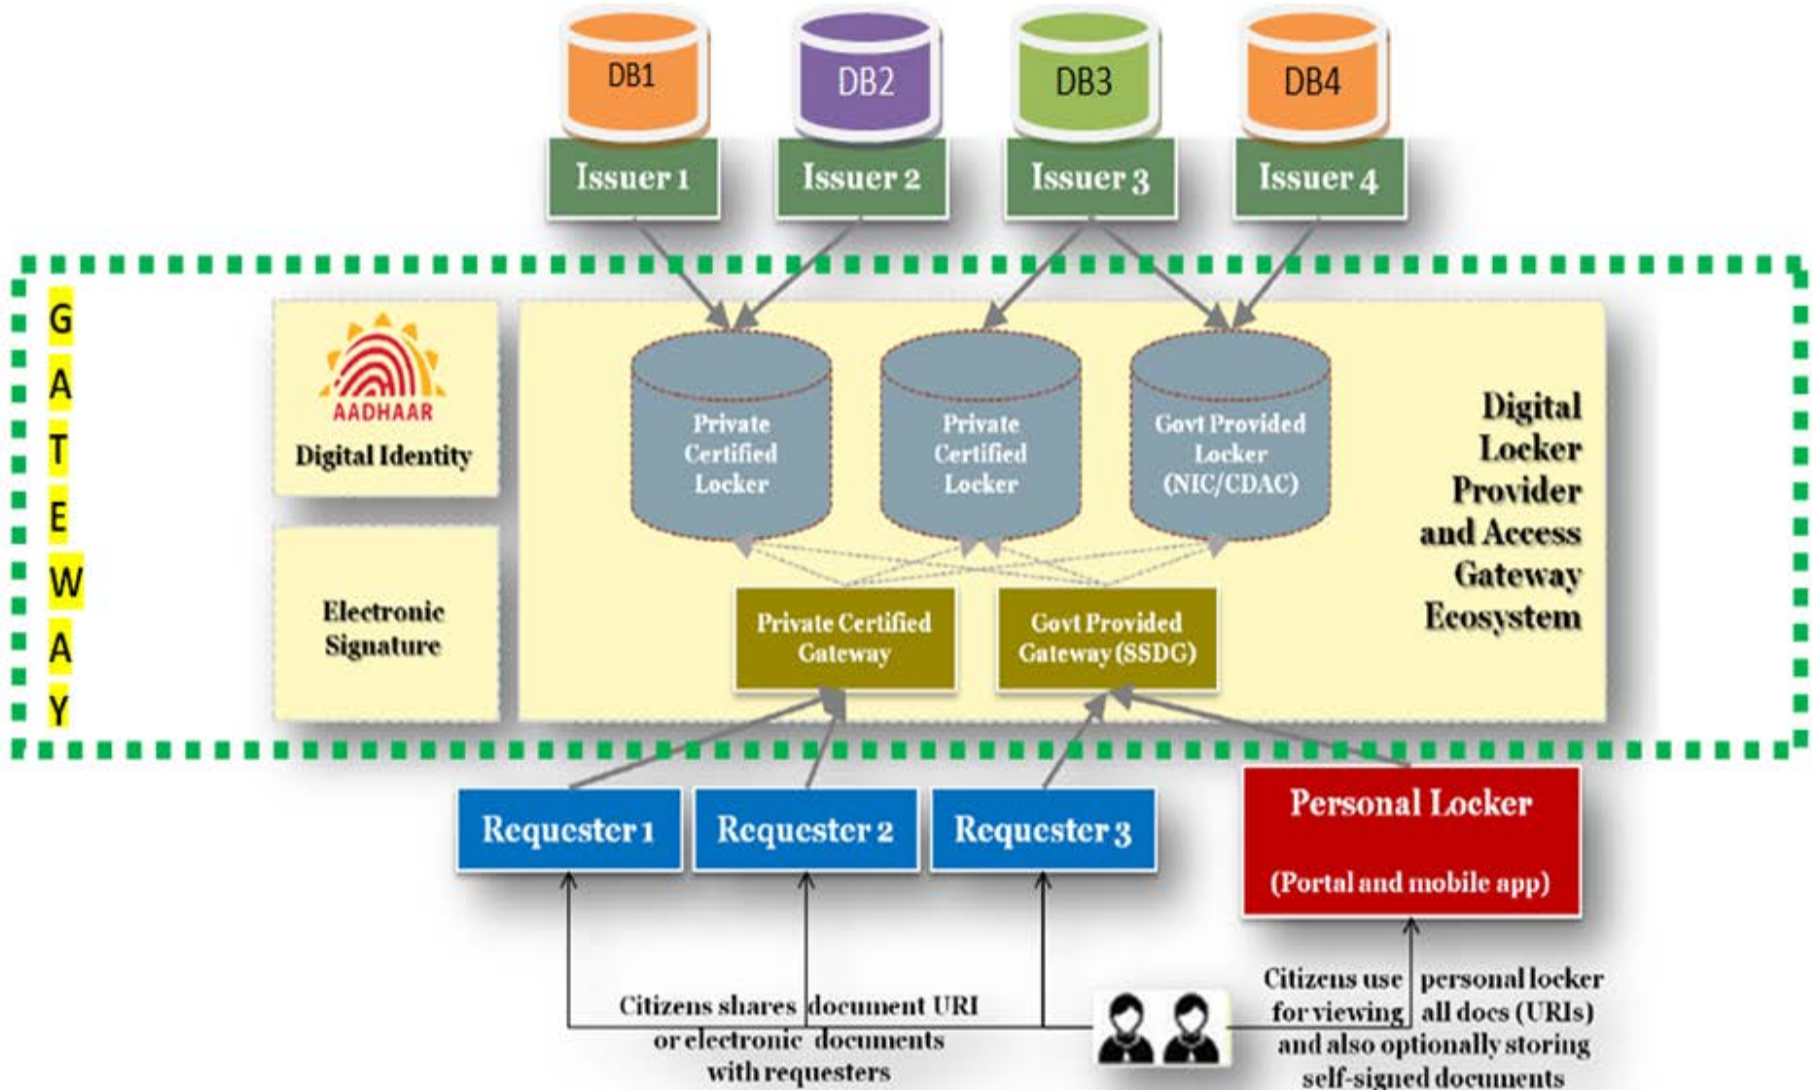 DB1
DB2
DB3
DB4
Issuer 1
Issuer 2
Issuer 3
Issuer 4
G
A
T
E
W
A
Y
AADHAAR
Digital Identity
Electronic
Signature
Private
Certified
Locker
Private
Certified
Locker
Govt Provided
Locker
(NIC/CDAC)
Digital
Locker
Provider
and Access
Gateway
Ecosystem
Private Certified
Gateway
Govt Provided
Gateway (SSDG)
Requester 1
Requester 2
Requester 3
Personal Locker
(Portal and mobile app)
Citizens shares document URI
or electronic documents
with requesters
Citizens use personal locker
for viewing all docs (URIs)
and also optionally storing
self-signed documents